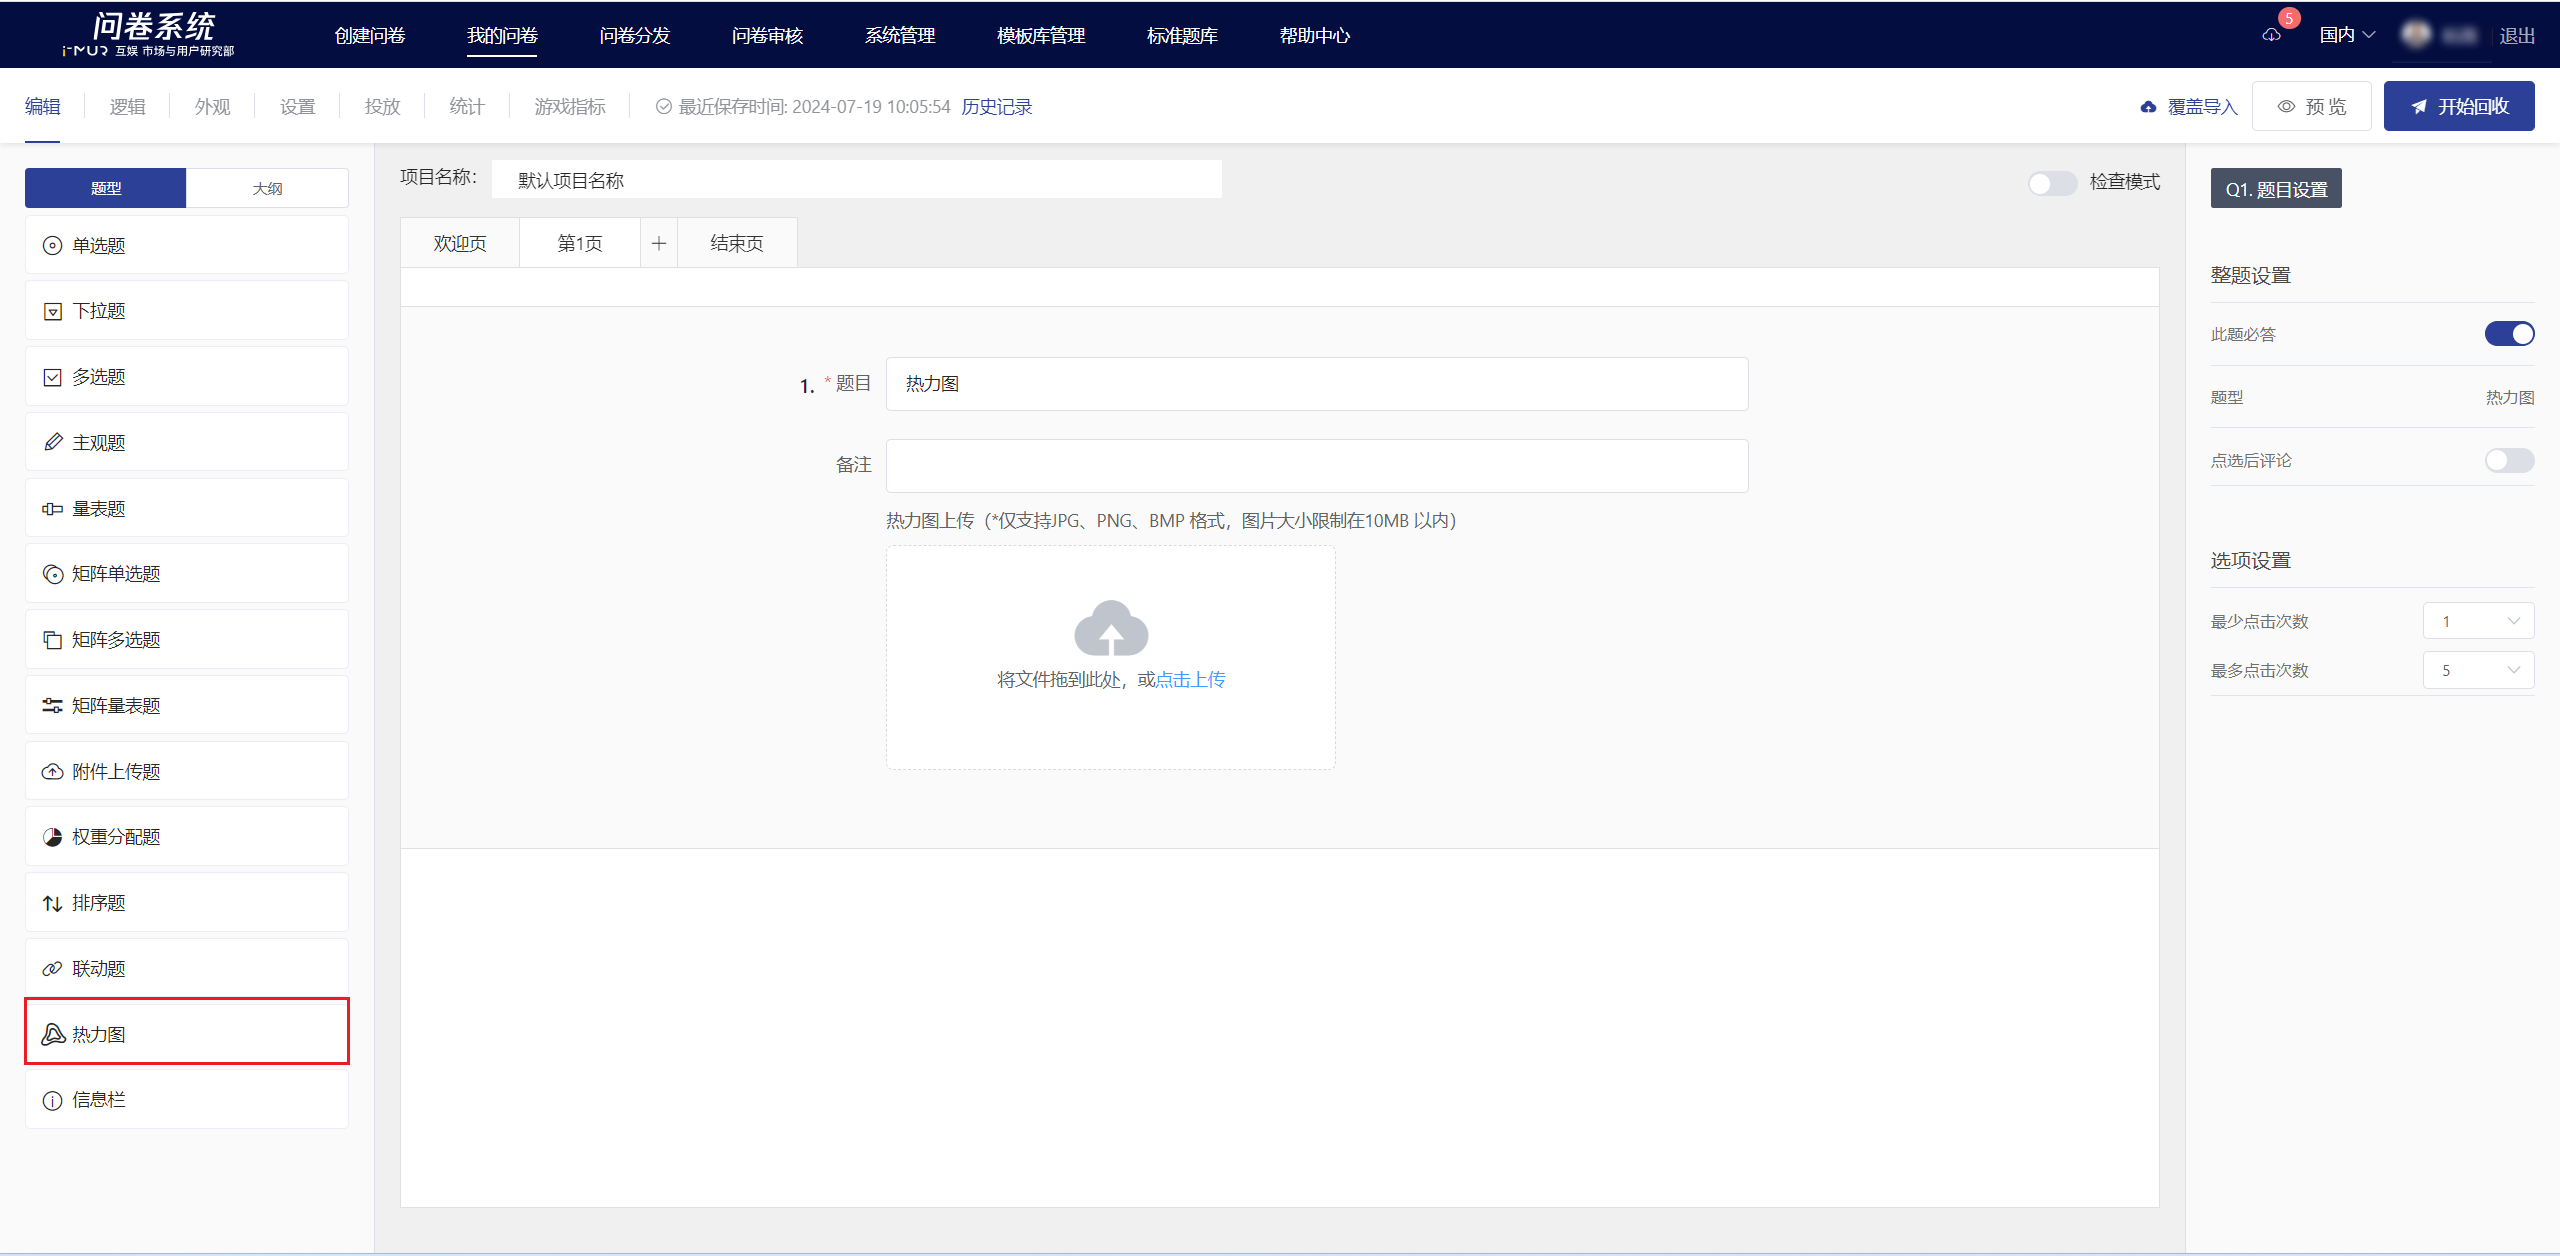 问卷系统
i-MUR 互娱 市场与用户研究部
创建问卷 我的问卷 问卷分发 问卷审核 系统管理 模板库管理 标准题库 帮助中心 5 国内 退出
编辑 逻辑 外观 设置 投放 统计 游戏指标 最近保存时间: 2024-07-19 10:05:54 历史记录 覆盖导入 预 览 开始回收
题型 大纲
单选题
下拉题
多选题
主观题
量表题
矩阵单选题
矩阵多选题
矩阵量表题
附件上传题
权重分配题
排序题
联动题
热力图
信息栏
项目名称: 默认项目名称 检查模式
欢迎页 第1页 + 结束页
1. * 题目 热力图
备注
热力图上传（*仅支持JPG、PNG、BMP 格式，图片大小限制在10MB 以内）
将文件拖到此处，或点击上传
Q1. 题目设置
整题设置
此题必答
题型 热力图
点选后评论
选项设置
最少点击次数 1
最多点击次数 5